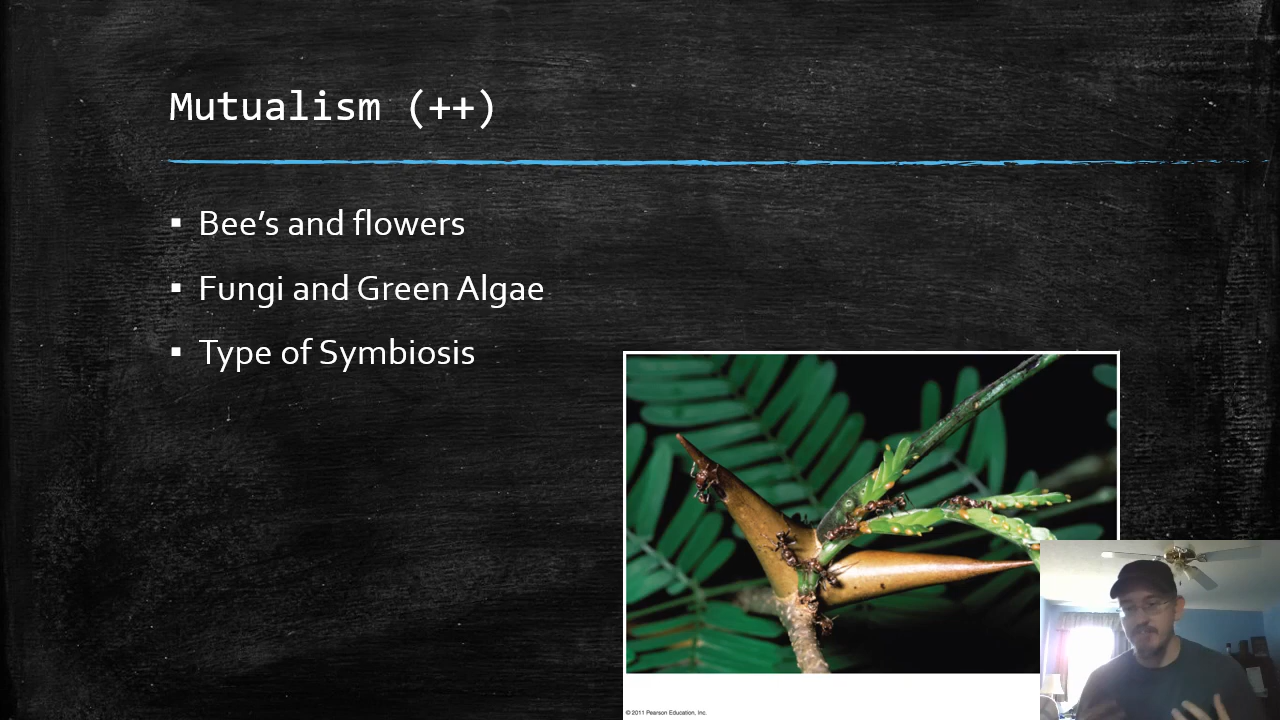 Mutualism (++)
▪ Bee’s and flowers
▪ Fungi and Green Algae
▪ Type of Symbiosis
© 2011 Pearson Education, Inc.